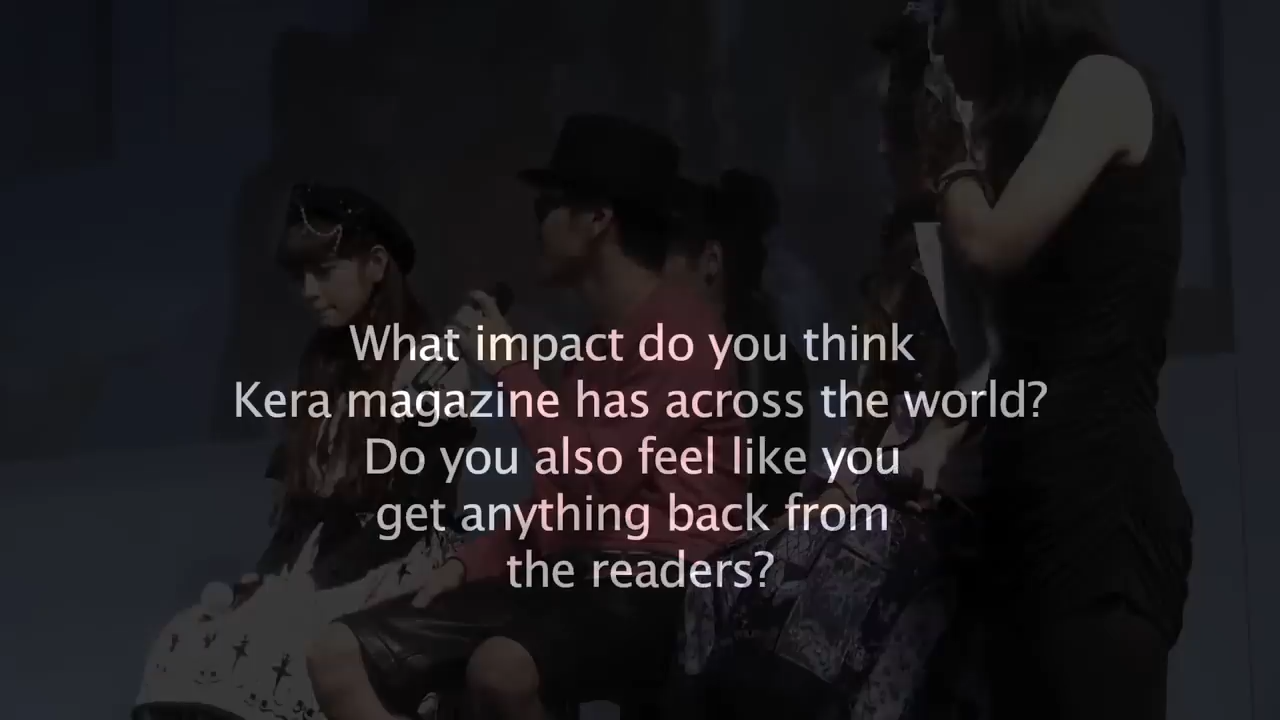 What impact do you think
Kera magazine has across the world?
Do you also feel like you
get anything back from
the readers?